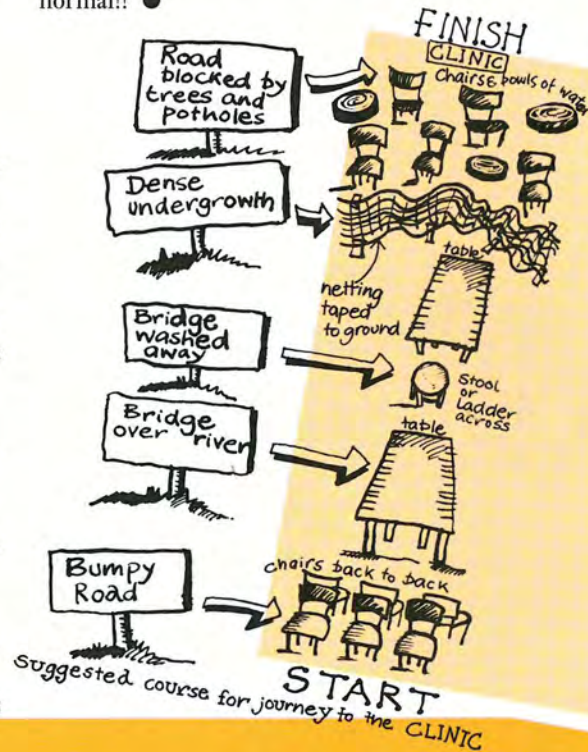 normal!! ●
FINISH
CLINIC
Chairs & bowls of water
Road
blocked by
trees and
potholes
Dense
undergrowth
netting
taped
to ground
table
Bridge
washed
away
Stool
or
ladder
across
Bridge
over river
table
Bumpy
Road
chairs back to back
START
Suggested course for journey to the CLINIC